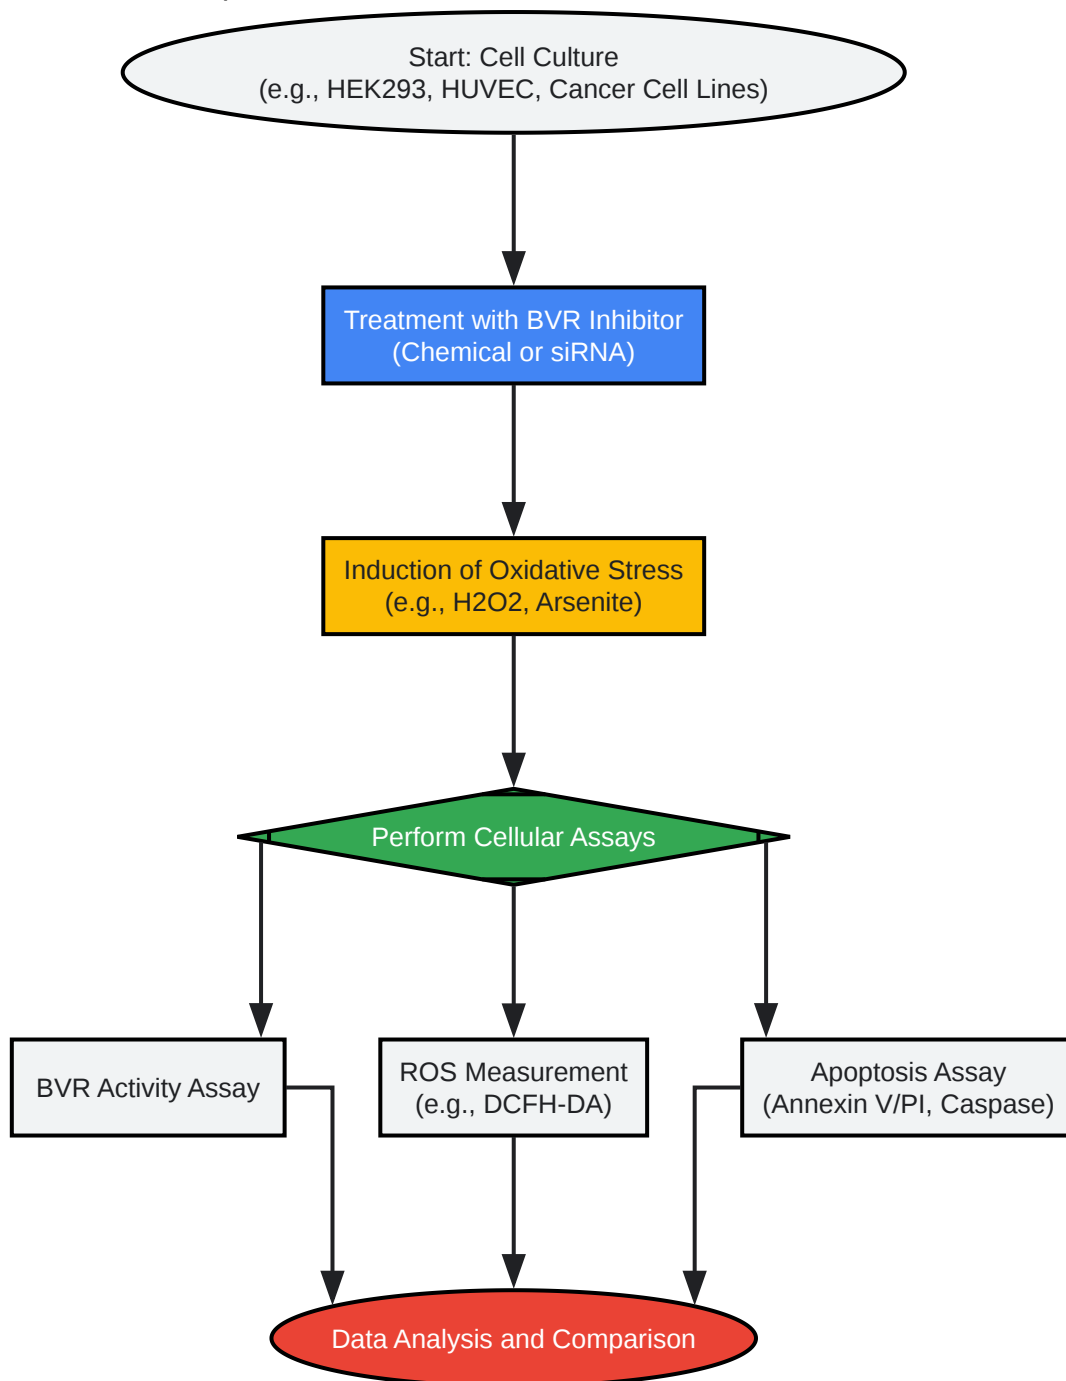 Start: Cell Culture
(e.g., HEK293, HUVEC, Cancer Cell Lines)
Treatment with BVR Inhibitor
(Chemical or siRNA)
Induction of Oxidative Stress
(e.g., H2O2, Arsenite)
Perform Cellular Assays
BVR Activity Assay
ROS Measurement
(e.g., DCFH-DA)
Apoptosis Assay
(Annexin V/PI, Caspase)
Data Analysis and Comparison